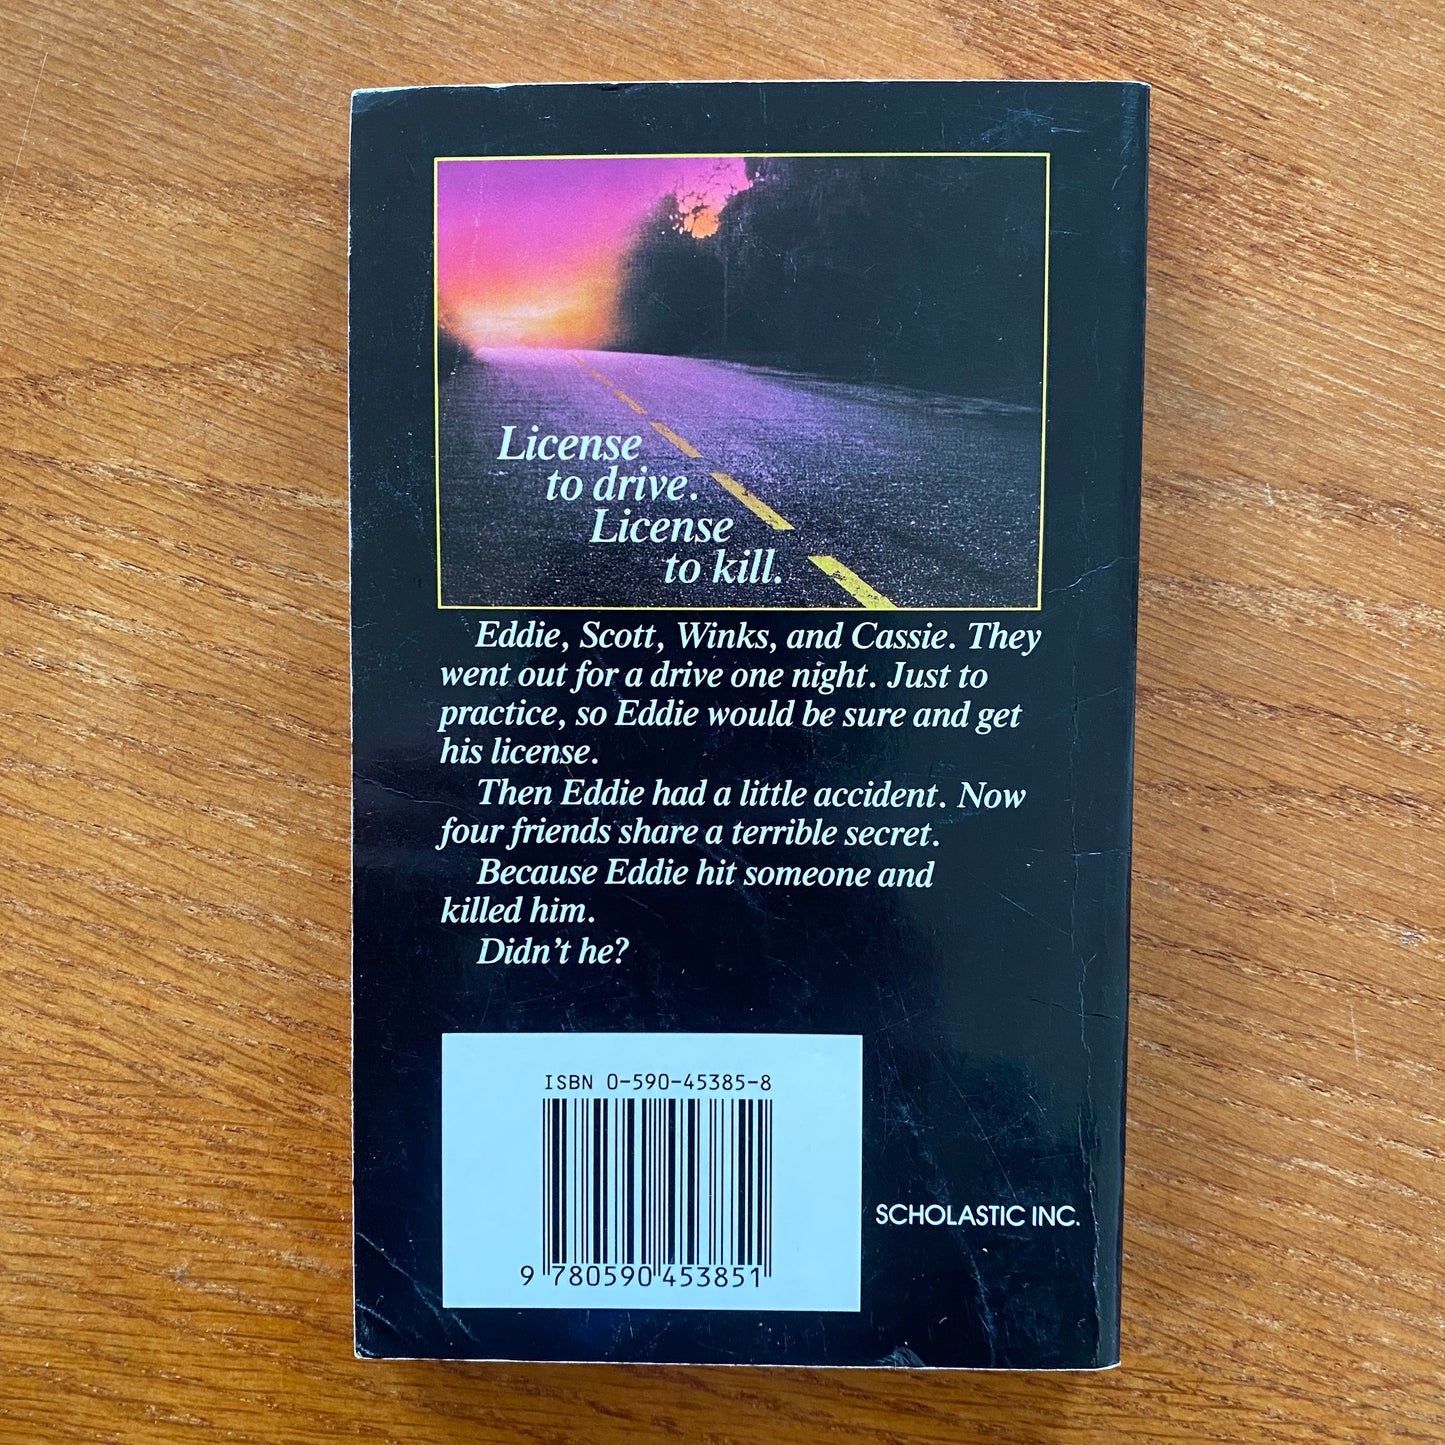 License
to drive.
License
to kill.
Eddie, Scott, Winks, and Cassie. They
went out for a drive one night. Just to
practice, so Eddie would be sure and get
his license.
Then Eddie had a little accident. Now
four friends share a terrible secret.
Because Eddie hit someone and
killed him.
Didn't he?
ISBN 0-590-45385-8
9 780590 453851
SCHOLASTIC INC.